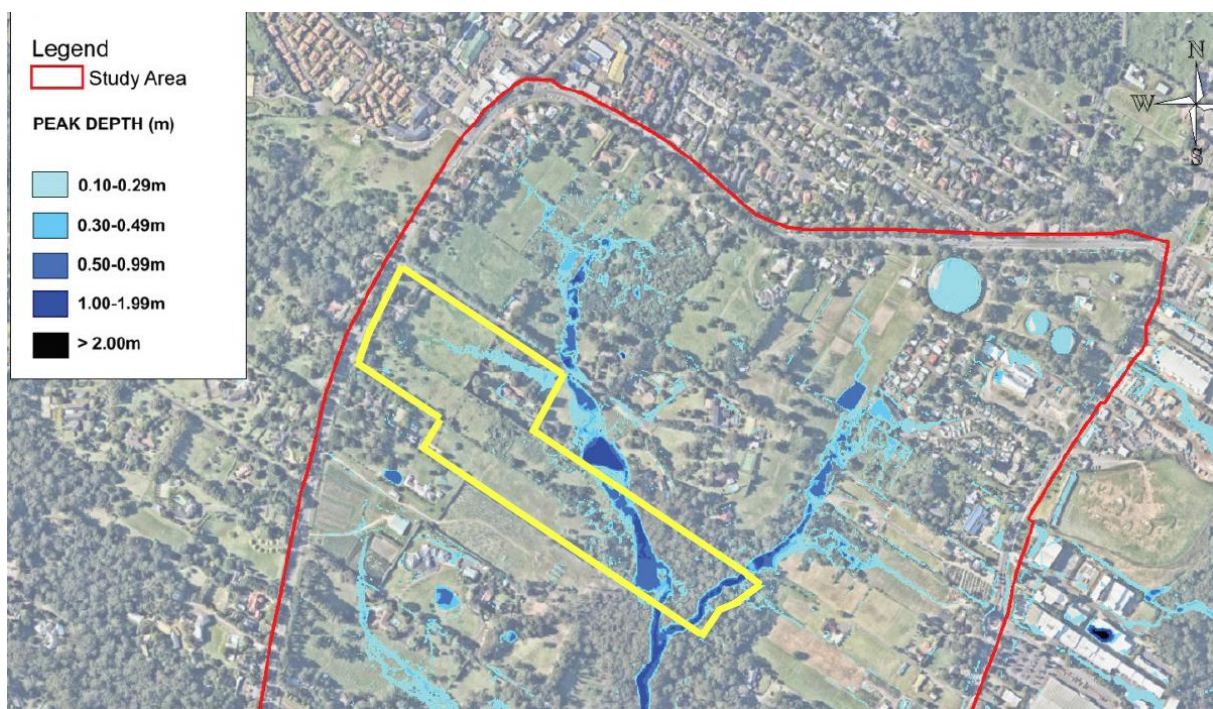 Legend
Study Area
PEAK DEPTH (m)
0.10-0.29m
0.30-0.49m
0.50-0.99m
1.00-1.99m
> 2.00m
N
W
S